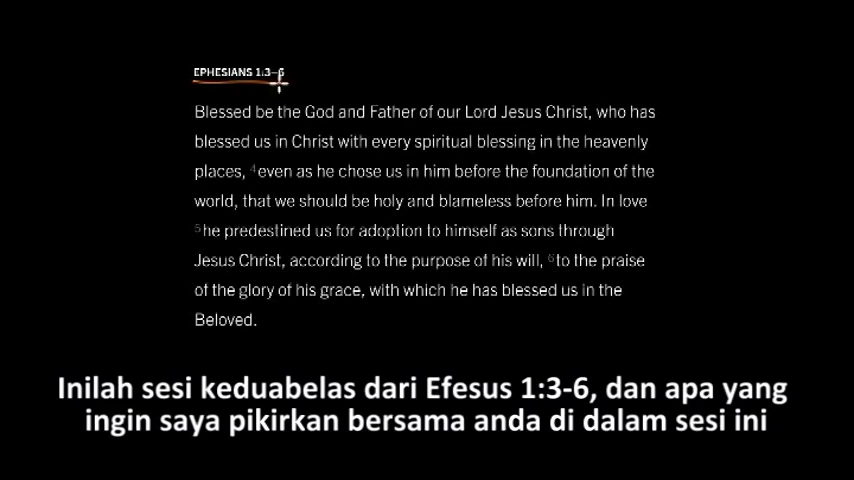 EPHESIANS 1:3–6
Blessed be the God and Father of our Lord Jesus Christ, who has
blessed us in Christ with every spiritual blessing in the heavenly
places, 4 even as he chose us in him before the foundation of the
world, that we should be holy and blameless before him. In love
5 he predestined us for adoption to himself as sons through
Jesus Christ, according to the purpose of his will, 6 to the praise
of the glory of his grace, with which he has blessed us in the
Beloved.
Inilah sesi keduabelas dari Efesus 1:3-6, dan apa yang
ingin saya pikirkan bersama anda di dalam sesi ini